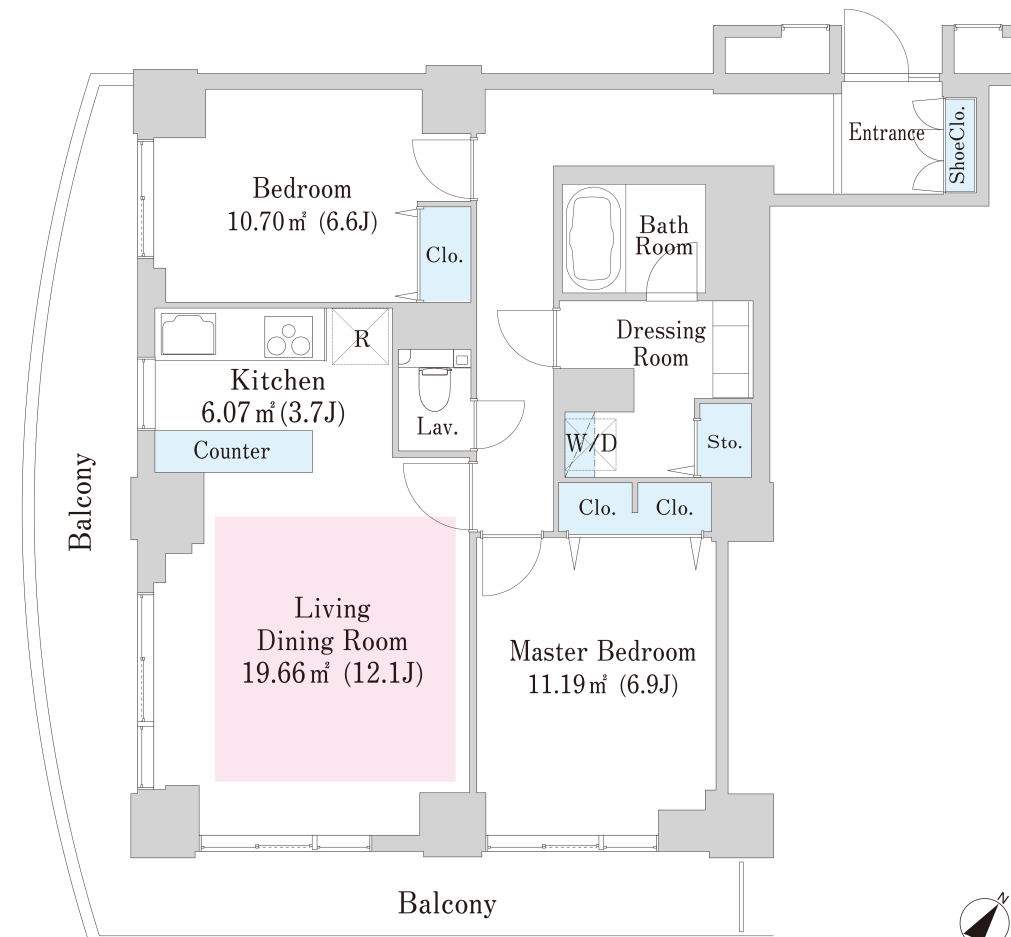 Entrance
ShoeClo.
Bedroom
10.70㎡ (6.6J)
Clo.
Bath
Room
Dressing
Room
R
Kitchen
6.07㎡(3.7J)
Lav.
Counter
W/D
Sto.
Clo.
Clo.
Balcony
Living
Dining Room
19.66㎡ (12.1J)
Master Bedroom
11.19㎡ (6.9J)
Balcony
N